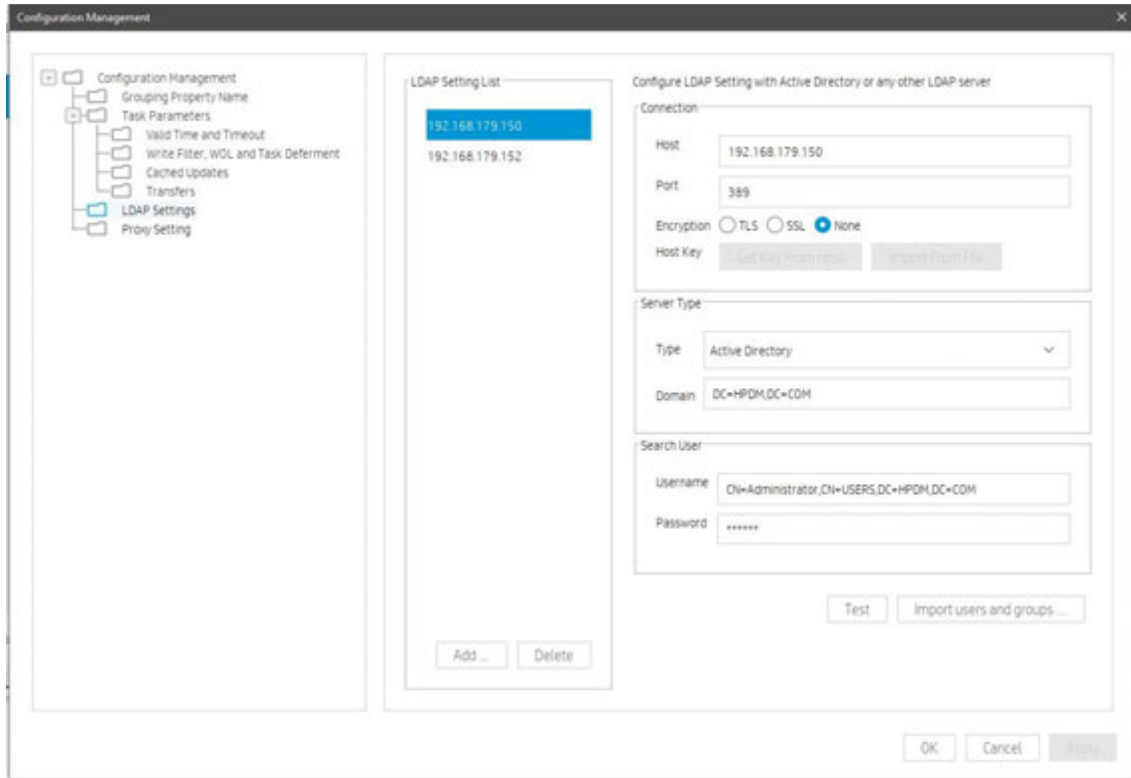 Configuration Management
Configuration Management
Grouping Property Name
Task Parameters
Valid Time and Timeout
Write Filter, WOL and Task Deferment
Cached Updates
Transfers
LDAP Settings
Proxy Setting
LDAP Setting List
192.168.179.150
192.168.179.152
Add ...
Delete
Configure LDAP Setting with Active Directory or any other LDAP server
Connection
Host
192.168.179.150
Port
389
Encryption TLS SSL None
Host Key Get Key From Host Import From File
Server Type
Type
Active Directory
Domain
DC=HPDM,DC=COM
Search User
Username
CN=Administrator,CN=USERS,DC=HPDM,DC=COM
Password
******
Test
Import users and groups ...
OK
Cancel
Apply